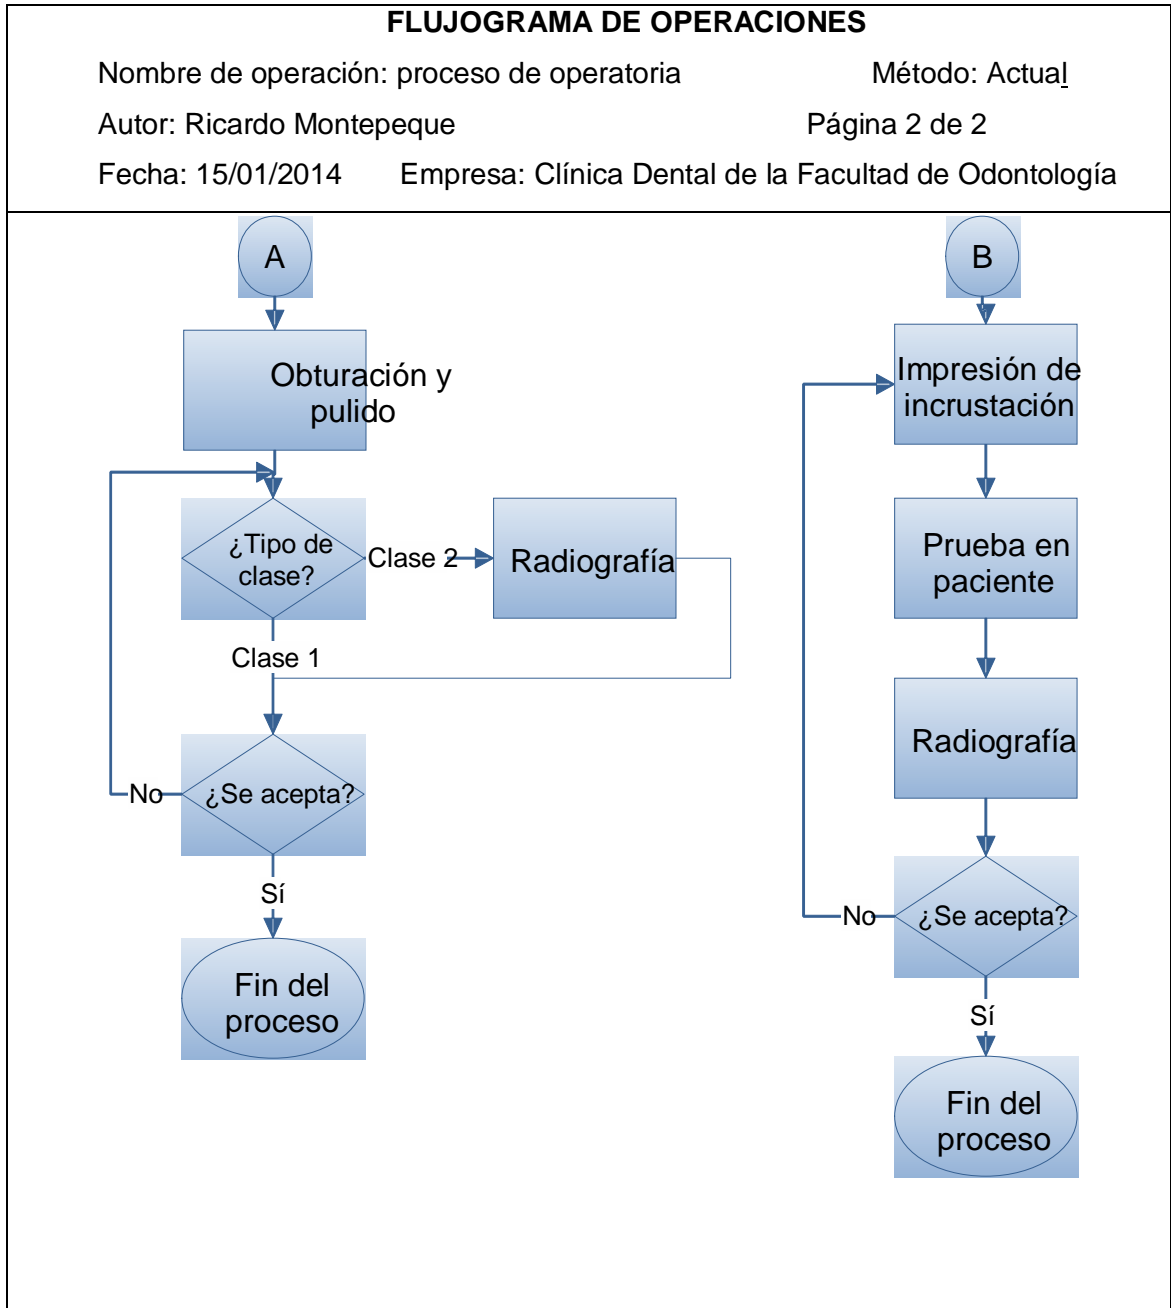 FLUJOGRAMA DE OPERACIONES
Nombre de operación: proceso de operatoria Método: Actual
Autor: Ricardo Montepeque Página 2 de 2
Fecha: 15/01/2014 Empresa: Clínica Dental de la Facultad de Odontología
A
Obturación y
pulido
¿Tipo de
clase?
Clase 2
Radiografía
Clase 1
¿Se acepta?
No
Sí
Fin del
proceso
B
Impresión de
incrustación
Prueba en
paciente
Radiografía
¿Se acepta?
No
Sí
Fin del
proceso